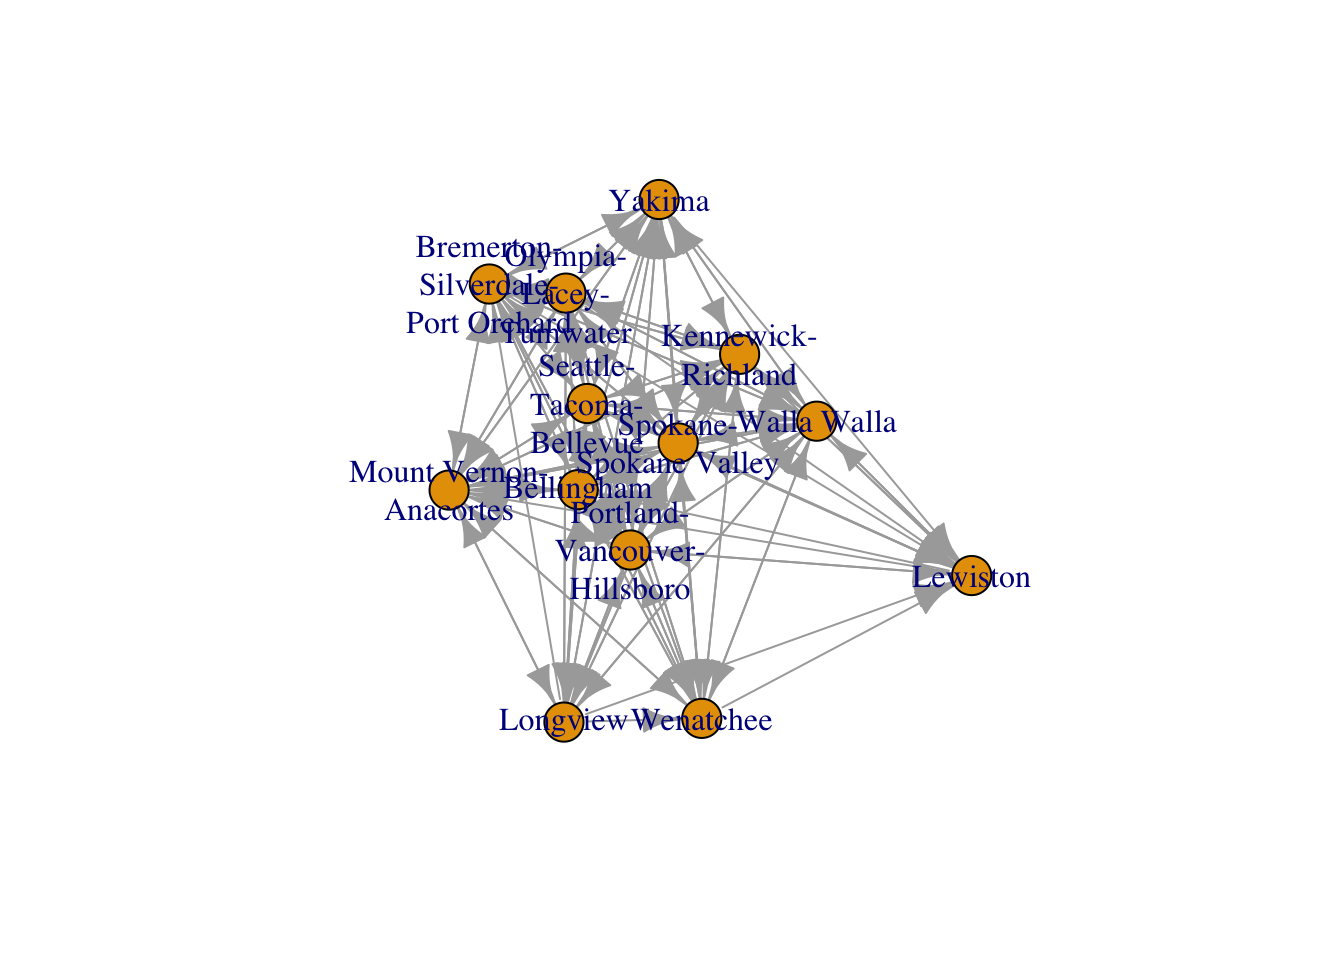 Yakima
Bremerton-
Silverdale-
Port Orchard
Olympia-
Lacey-
Tumwater
Kennewick-
Richland
Seattle-
Tacoma-
Bellevue
Spokane-
Spokane Valley
Walla Walla
Mount Vernon-
Anacortes
Bellingham
Portland-
Vancouver-
Hillsboro
Lewiston
Longview
Wenatchee